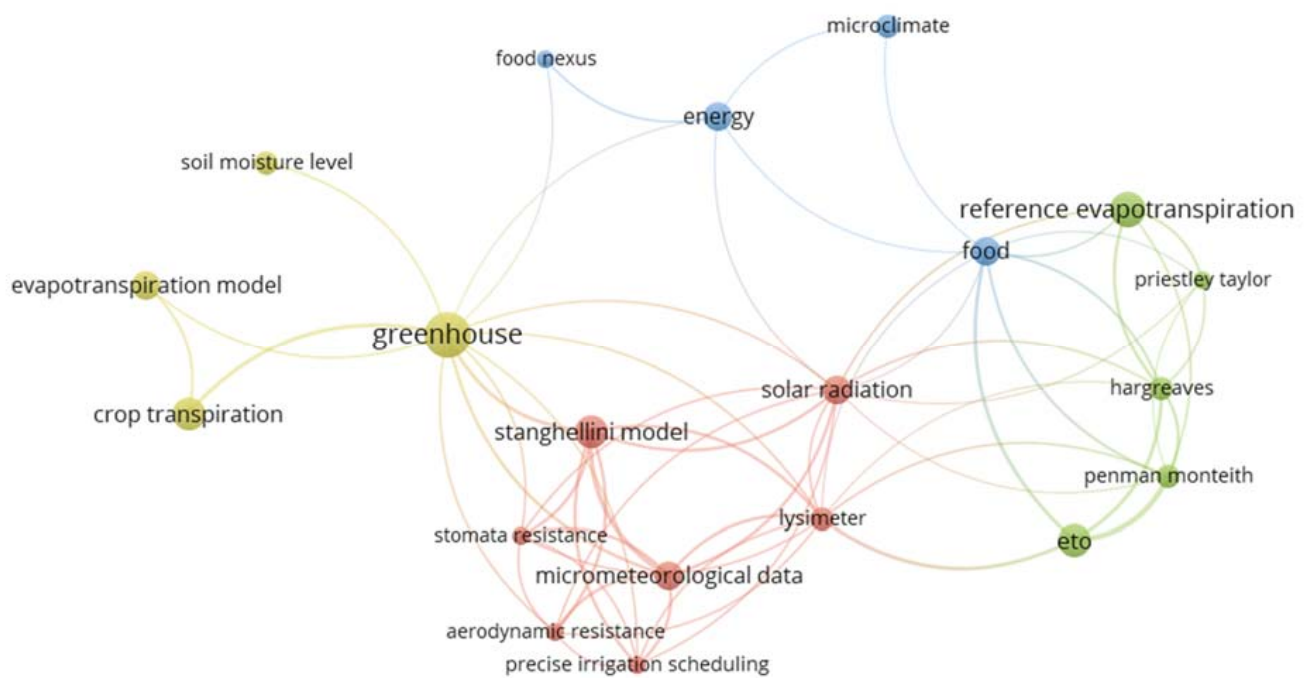 microclimate
food nexus
energy
soil moisture level
reference evapotranspiration
food
priestley taylor
evapotranspiration model
greenhouse
solar radiation
hargreaves
crop transpiration
stanghellini model
penman monteith
lysimeter
stomata resistance
eto
micrometeorological data
aerodynamic resistance
precise irrigation scheduling